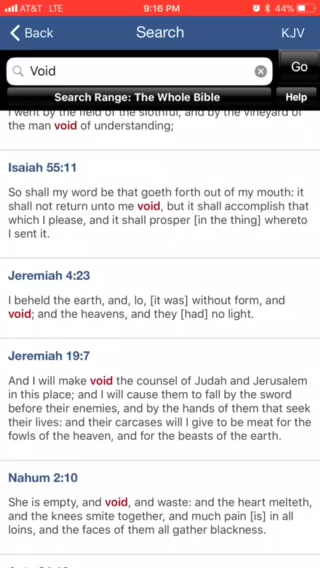 AT&T LTE 9:16 PM 44%
Back Search KJV
Void Go
Search Range: The Whole Bible Help
I went by the field of the slothful, and by the vineyard of
the man void of understanding;
Isaiah 55:11
So shall my word be that goeth forth out of my mouth: it
shall not return unto me void, but it shall accomplish that
which I please, and it shall prosper [in the thing] whereto
I sent it.
Jeremiah 4:23
I beheld the earth, and, lo, [it was] without form, and
void; and the heavens, and they [had] no light.
Jeremiah 19:7
And I will make void the counsel of Judah and Jerusalem
in this place; and I will cause them to fall by the sword
before their enemies, and by the hands of them that seek
their lives: and their carcases will I give to be meat for the
fowls of the heaven, and for the beasts of the earth.
Nahum 2:10
She is empty, and void, and waste: and the heart melteth,
and the knees smite together, and much pain [is] in all
loins, and the faces of them all gather blackness.